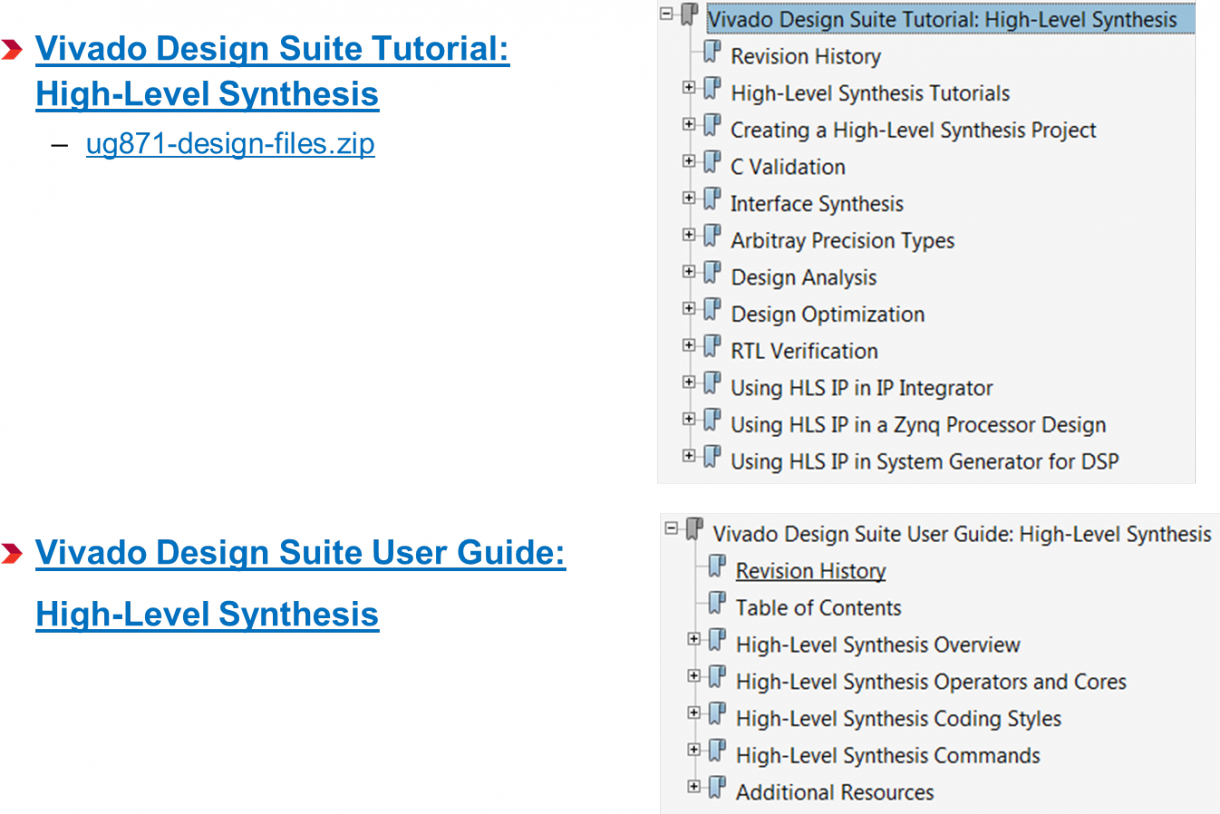 Vivado Design Suite Tutorial:
High-Level Synthesis
– ug871-design-files.zip
Vivado Design Suite Tutorial: High-Level Synthesis
Revision History
High-Level Synthesis Tutorials
Creating a High-Level Synthesis Project
C Validation
Interface Synthesis
Arbitray Precision Types
Design Analysis
Design Optimization
RTL Verification
Using HLS IP in IP Integrator
Using HLS IP in a Zynq Processor Design
Using HLS IP in System Generator for DSP
Vivado Design Suite User Guide:
High-Level Synthesis
Vivado Design Suite User Guide: High-Level Synthesis
Revision History
Table of Contents
High-Level Synthesis Overview
High-Level Synthesis Operators and Cores
High-Level Synthesis Coding Styles
High-Level Synthesis Commands
Additional Resources